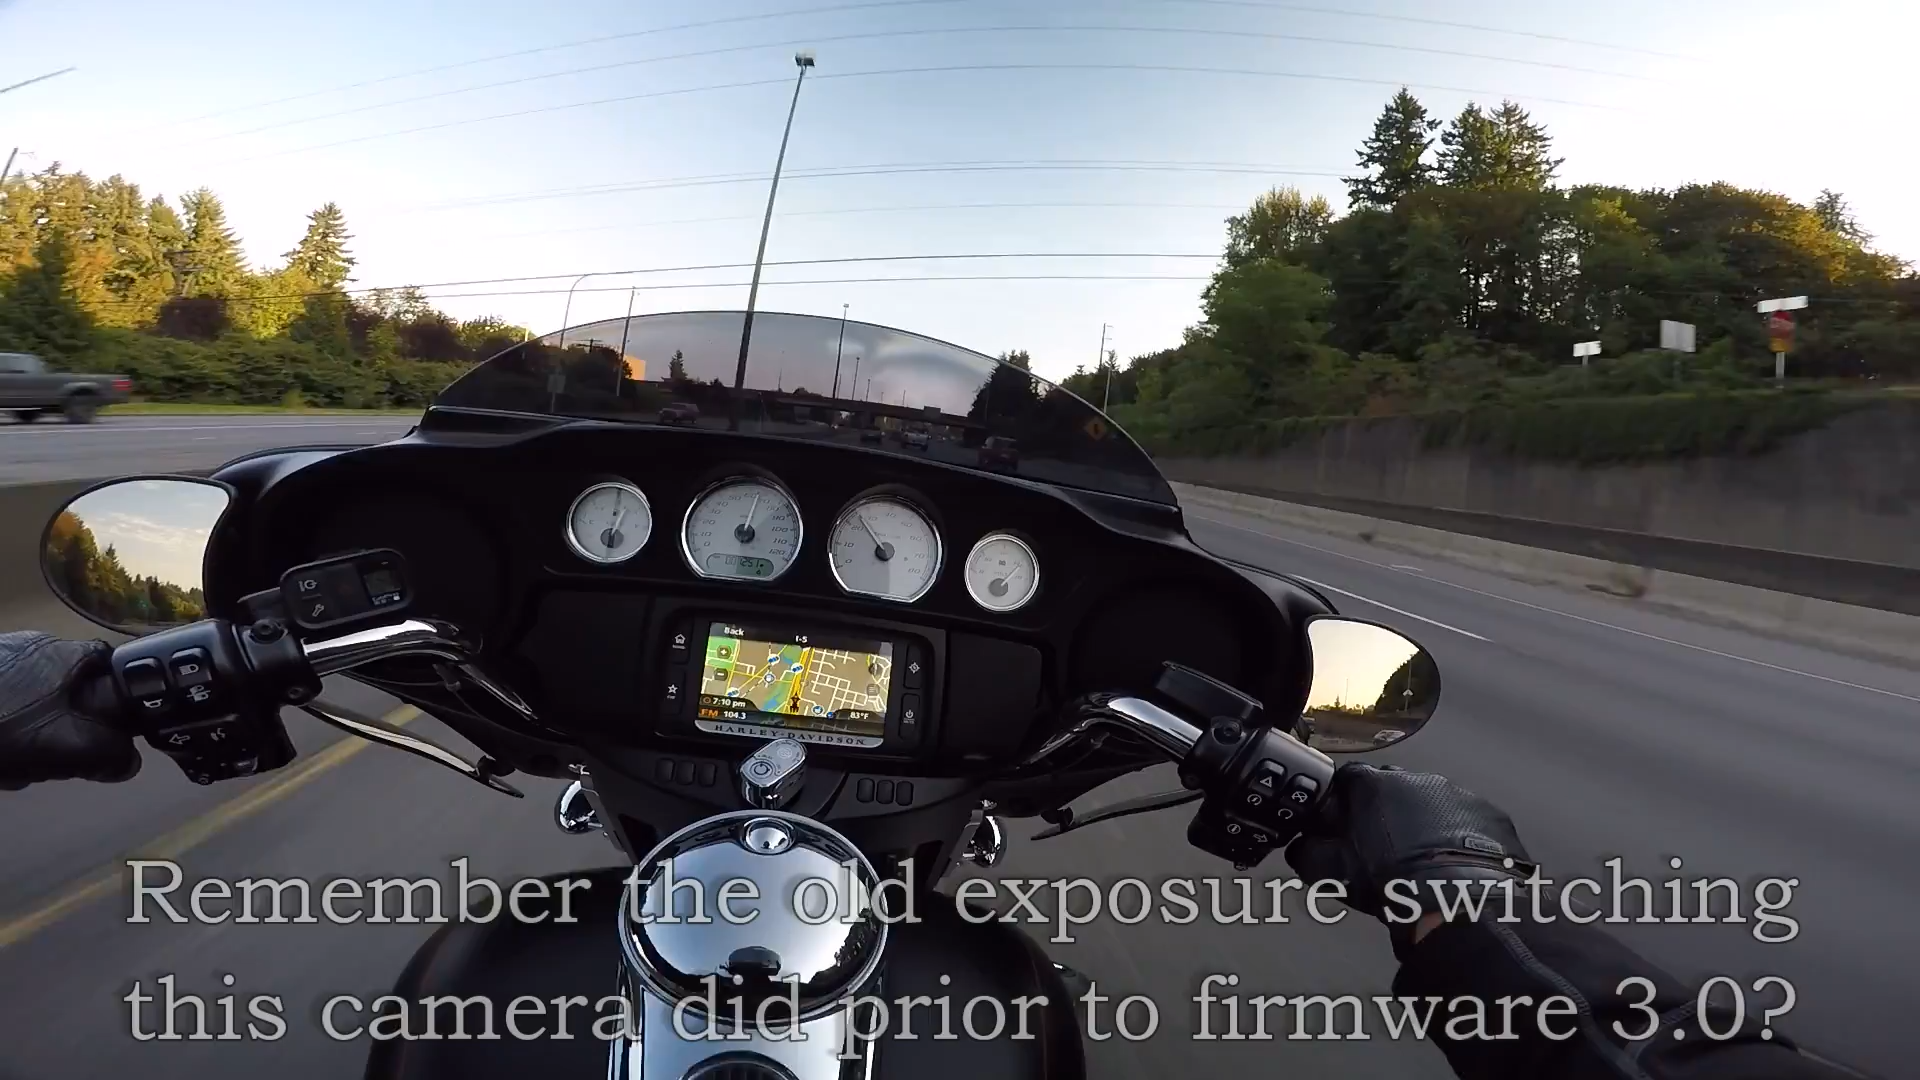 Back
I-5
7:10 pm
FM 104.3
83°F
HARLEY-DAVIDSON
Remember the old exposure switching
this camera did prior to firmware 3.0?